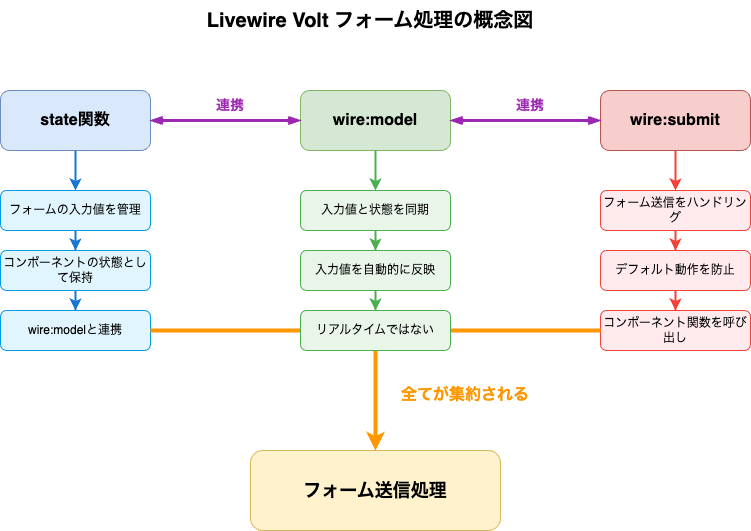 Livewire Volt フォーム処理の概念図
state関数
連携
wire:model
連携
wire:submit
フォームの入力値を管理
入力値と状態を同期
フォーム送信をハンドリン
グ
コンポーネントの状態とし
て保持
入力値を自動的に反映
デフォルト動作を防止
wire:modelと連携
リアルタイムではない
コンポーネント関数を呼び
出し
全てが集約される
フォーム送信処理